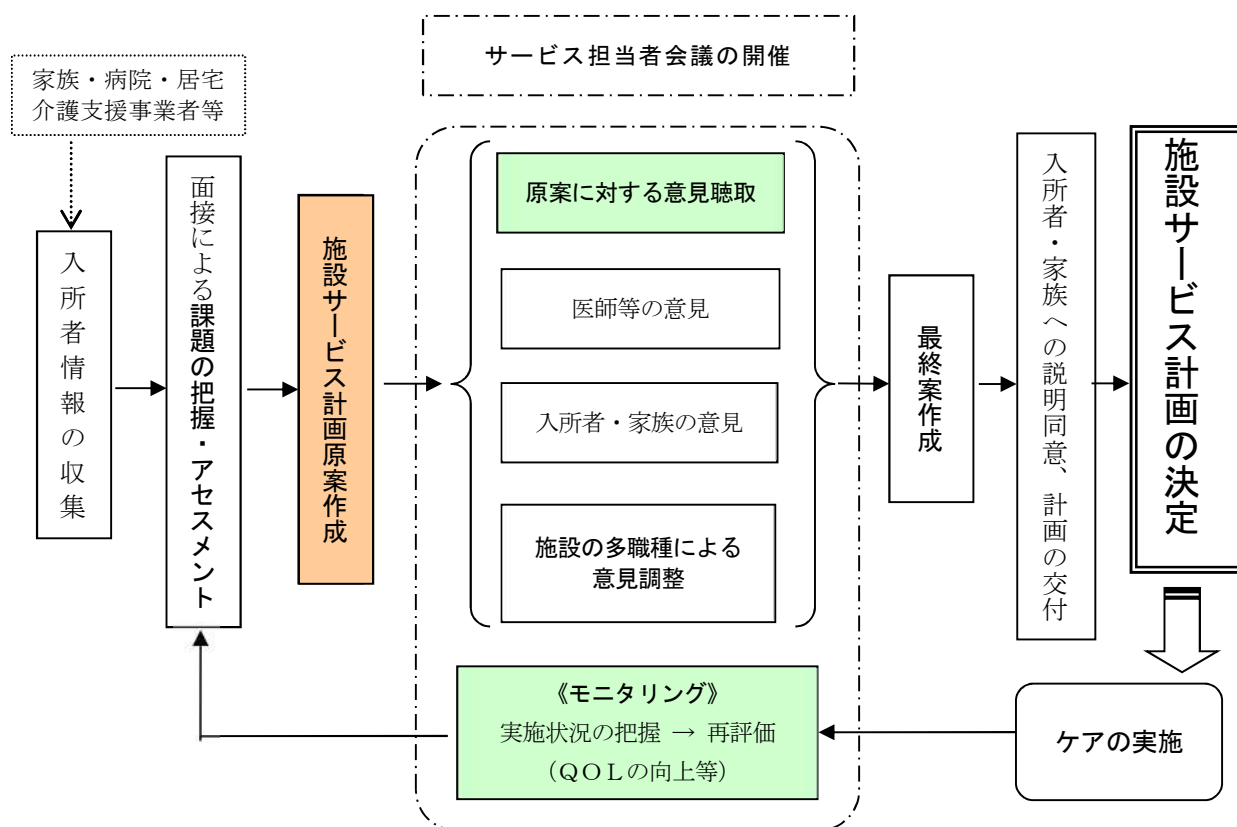 サービス担当者会議の開催
家族・病院・居宅
介護支援事業者等
入所者情報の収集
面接による課題の把握・アセスメント
施設サービス計画原案作成
原案に対する意見聴取
医師等の意見
入所者・家族の意見
施設の多職種による
意見調整
最終案作成
入所者・家族への説明同意、計画の交付
施設サービス計画の決定
ケアの実施
《モニタリング》
実施状況の把握 → 再評価
（ＱＯＬの向上等）